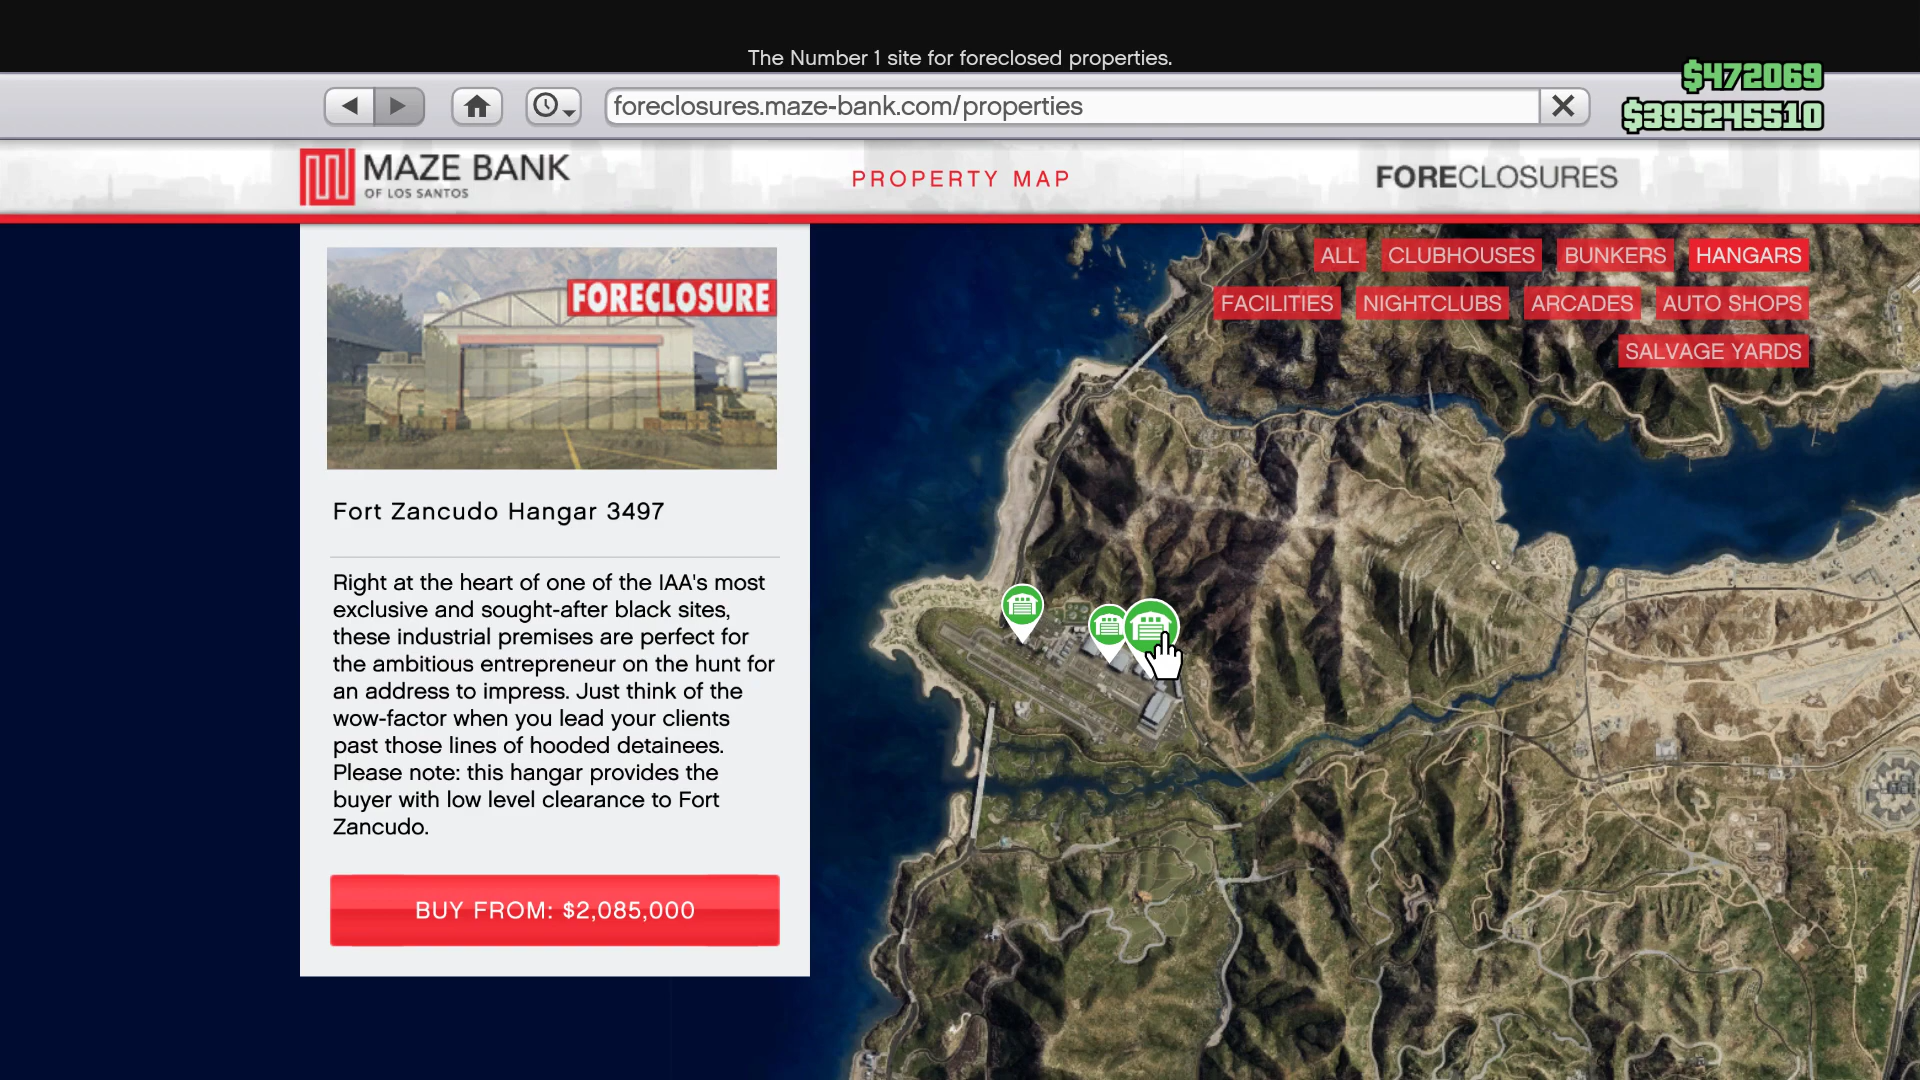 The Number 1 site for foreclosed properties.
$472069
foreclosures.maze-bank.com/properties
$395245510
MAZE BANK
OF LOS SANTOS
PROPERTY MAP
FORECLOSURES
FORECLOSURE
ALL CLUBHOUSES BUNKERS HANGARS
FACILITIES NIGHTCLUBS ARCADES AUTO SHOPS
SALVAGE YARDS
Fort Zancudo Hangar 3497
Right at the heart of one of the IAA's most
exclusive and sought-after black sites,
these industrial premises are perfect for
the ambitious entrepreneur on the hunt for
an address to impress. Just think of the
wow-factor when you lead your clients
past those lines of hooded detainees.
Please note: this hangar provides the
buyer with low level clearance to Fort
Zancudo.
BUY FROM: $2,085,000